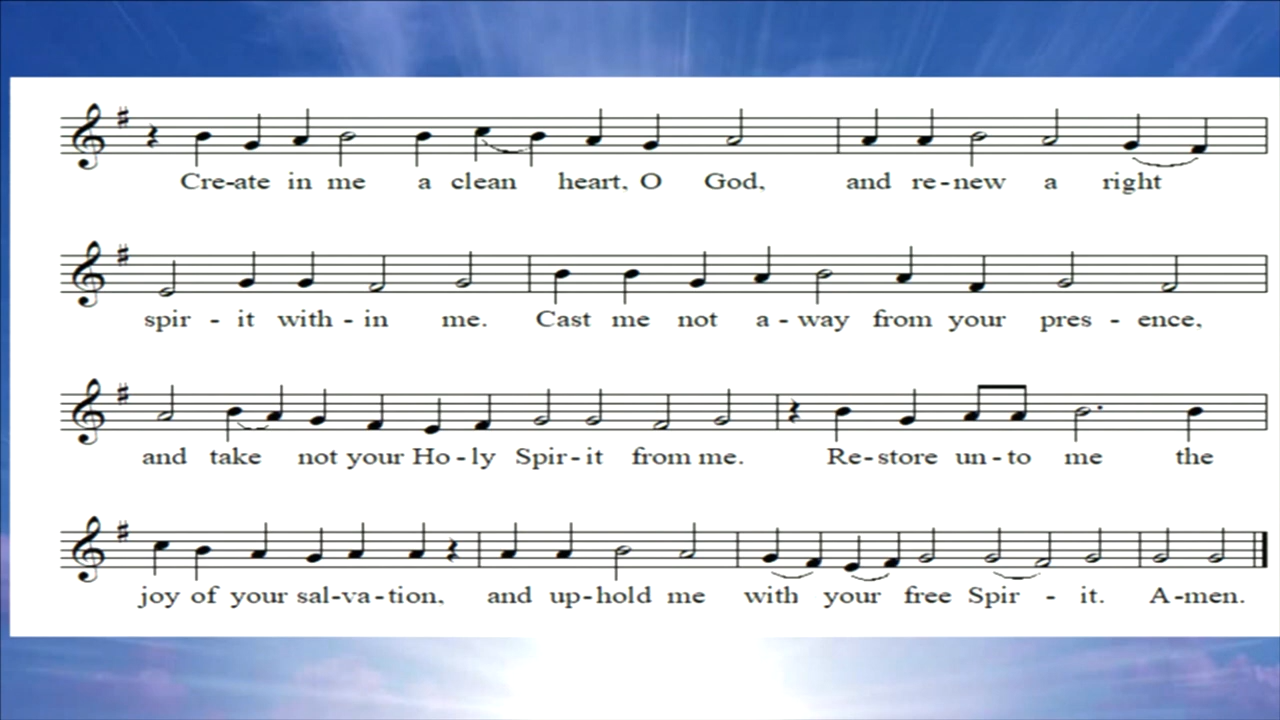 Cre-ate in me a clean heart, O God, and re-new a right
spir-it with-in me. Cast me not a-way from your pres-ence,
and take not your Ho-ly Spir-it from me. Re-store un-to me the
joy of your sal-va-tion, and up-hold me with your free Spir-it. A-men.